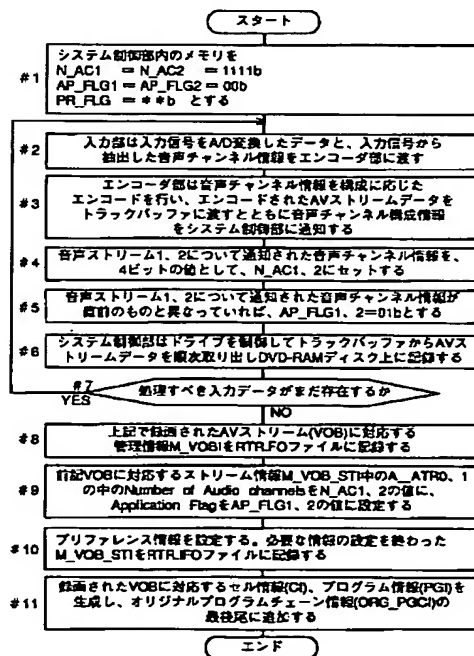 スタート
#1
システム制御部内のメモリを
N_AC1 = N_AC2 = 1111b
AP_FLG1 = AP_FLG2 = 00b
PR_FLG = **b とする
#2
入力部は入力信号をA/D変換したデータと、入力信号から
抽出した音声チャンネル情報をエンコーダ部に渡す
#3
エンコーダ部は音声チャンネル情報を構成に応じた
エンコードを行い、エンコードされたAVストリームデータを
トラックバッファに渡すとともに音声チャンネル構成情報
をシステム制御部に通知する
#4
音声ストリーム1、2について通知された音声チャンネル情報を、
4ビットの値として、N_AC1、2にセットする
#5
音声ストリーム1、2について通知された音声チャンネル情報が
直前のものと異なっていれば、AP_FLG1、2=01bとする
#6
システム制御部はドライブを制御してトラックバッファからAVス
トリームデータを順次取り出しDVD-RAMディスク上に記録する
#7
YES
処理すべき入力データがまだ存在するか
NO
#8
上記で録画されたAVストリーム(VOB)に対応する
管理情報M_VOBIをRTR.IFOファイルに記録する
#9
前記VOBに対応するストリーム情報M_VOB_STI中のA_ATR0、1
の中のNumber of Audio channelsをN_AC1、2の値に、
Application FlagをAP_FLG1、2の値に設定する
#10
プリファレンス情報を設定する。必要な情報の設定を終わった
M_VOB_STIをRTR.IFOファイルに記録する
#11
録画されたVOBに対応するセル情報(CI)、プログラム情報(PGI)を
生成し、オリジナルプログラムチェーン情報(ORG_PGCI)の
最後尾に追加する
エンド